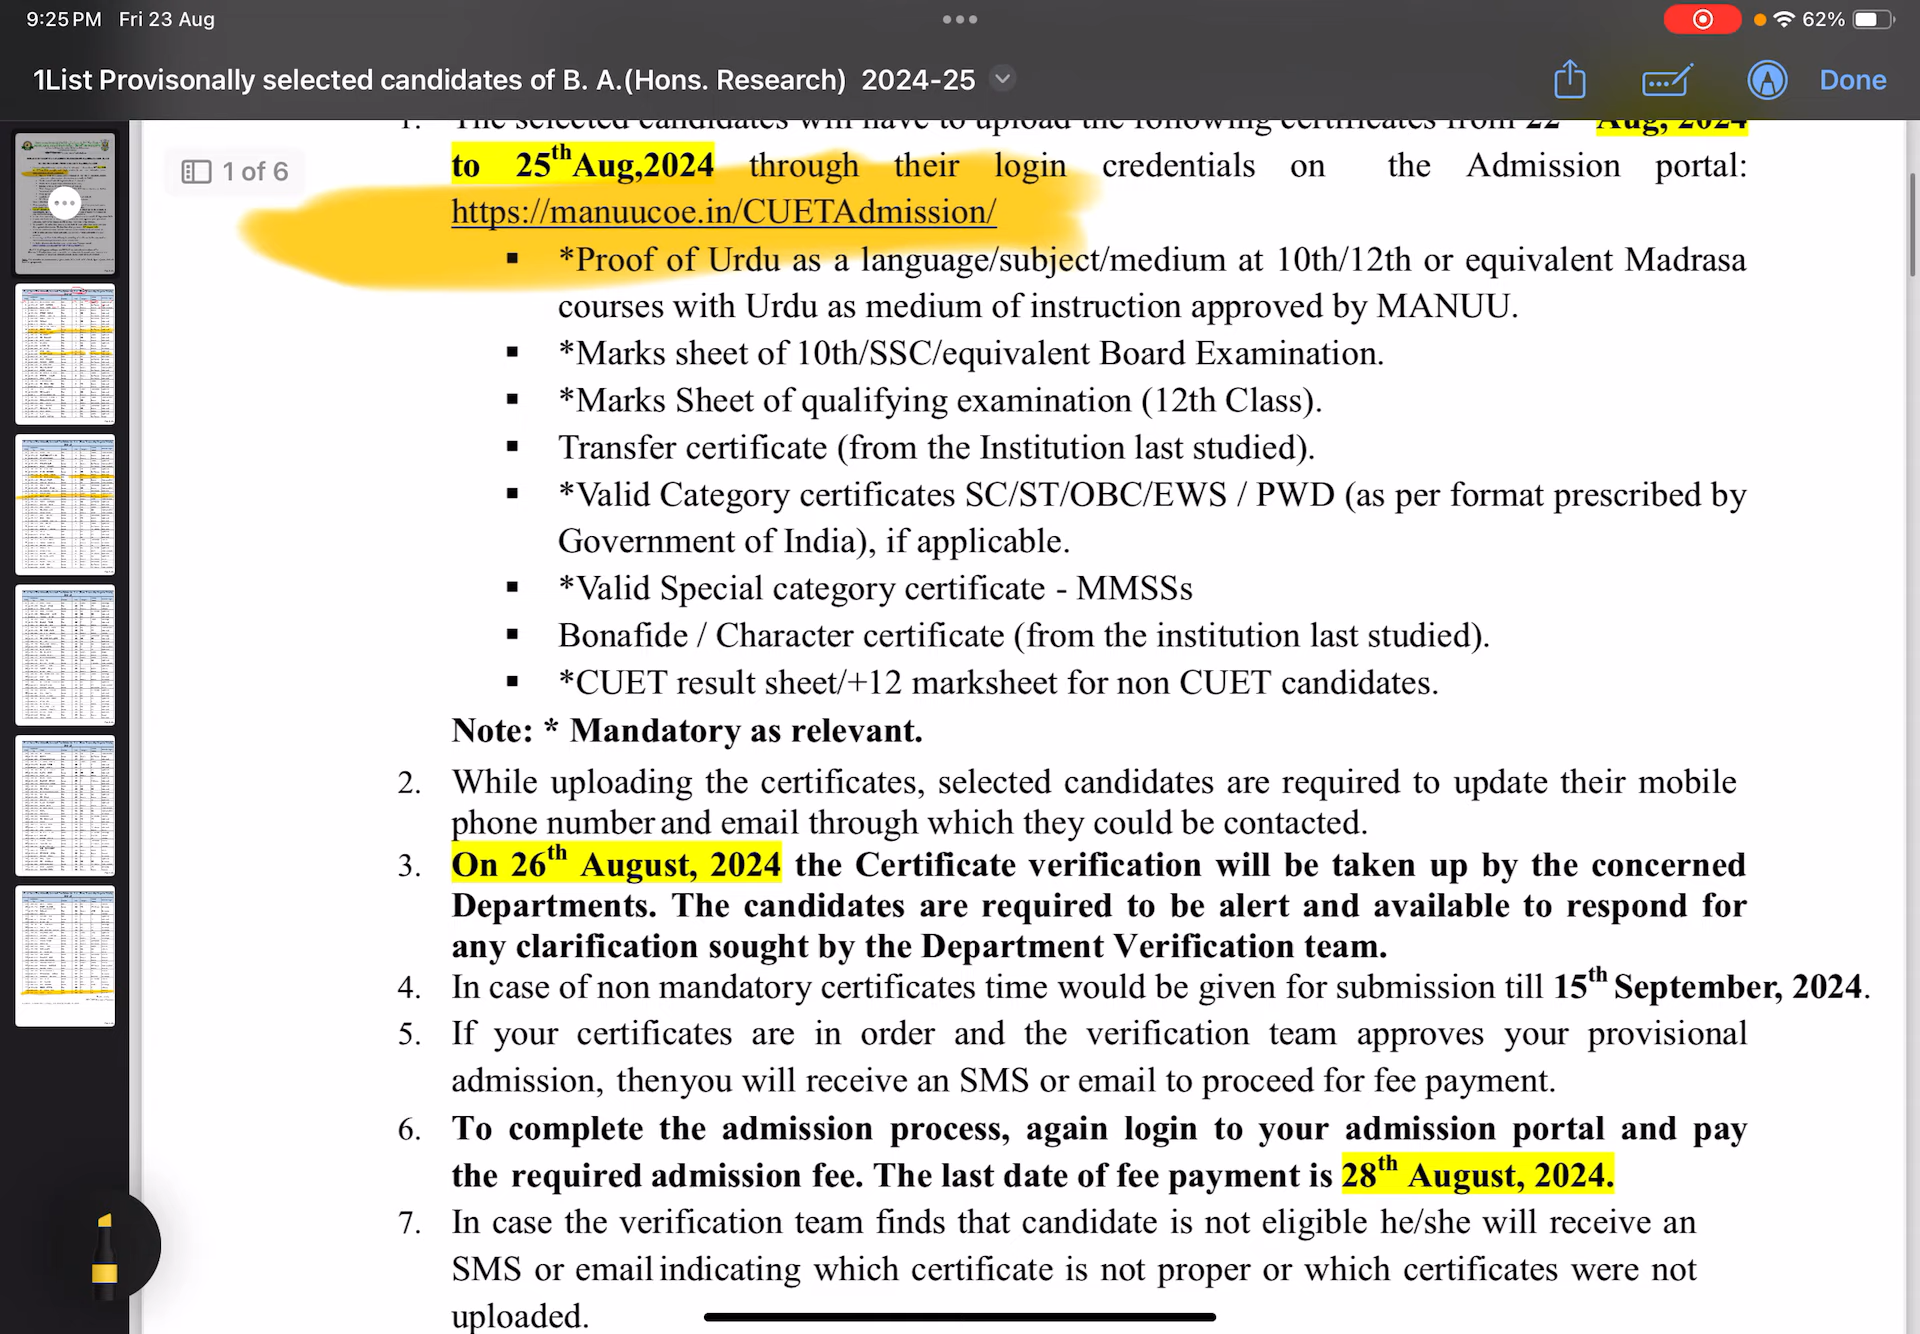 9:25 PM Fri 23 Aug
62%
1List Provisonally selected candidates of B. A.(Hons. Research) 2024-25
Done
1 of 6
1. The selected candidates will have to upload the following certificates from 22 Aug, 2024
to 25th Aug,2024 through their login credentials on the Admission portal:
https://manuucoe.in/CUETAdmission/
▪ *Proof of Urdu as a language/subject/medium at 10th/12th or equivalent Madrasa
courses with Urdu as medium of instruction approved by MANUU.
▪ *Marks sheet of 10th/SSC/equivalent Board Examination.
▪ *Marks Sheet of qualifying examination (12th Class).
▪ Transfer certificate (from the Institution last studied).
▪ *Valid Category certificates SC/ST/OBC/EWS / PWD (as per format prescribed by
Government of India), if applicable.
▪ *Valid Special category certificate - MMSSs
▪ Bonafide / Character certificate (from the institution last studied).
▪ *CUET result sheet/+12 marksheet for non CUET candidates.
Note: * Mandatory as relevant.
2. While uploading the certificates, selected candidates are required to update their mobile
phone number and email through which they could be contacted.
3. On 26th August, 2024 the Certificate verification will be taken up by the concerned
Departments. The candidates are required to be alert and available to respond for
any clarification sought by the Department Verification team.
4. In case of non mandatory certificates time would be given for submission till 15th September, 2024.
5. If your certificates are in order and the verification team approves your provisional
admission, thenyou will receive an SMS or email to proceed for fee payment.
6. To complete the admission process, again login to your admission portal and pay
the required admission fee. The last date of fee payment is 28th August, 2024.
7. In case the verification team finds that candidate is not eligible he/she will receive an
SMS or email indicating which certificate is not proper or which certificates were not
uploaded.